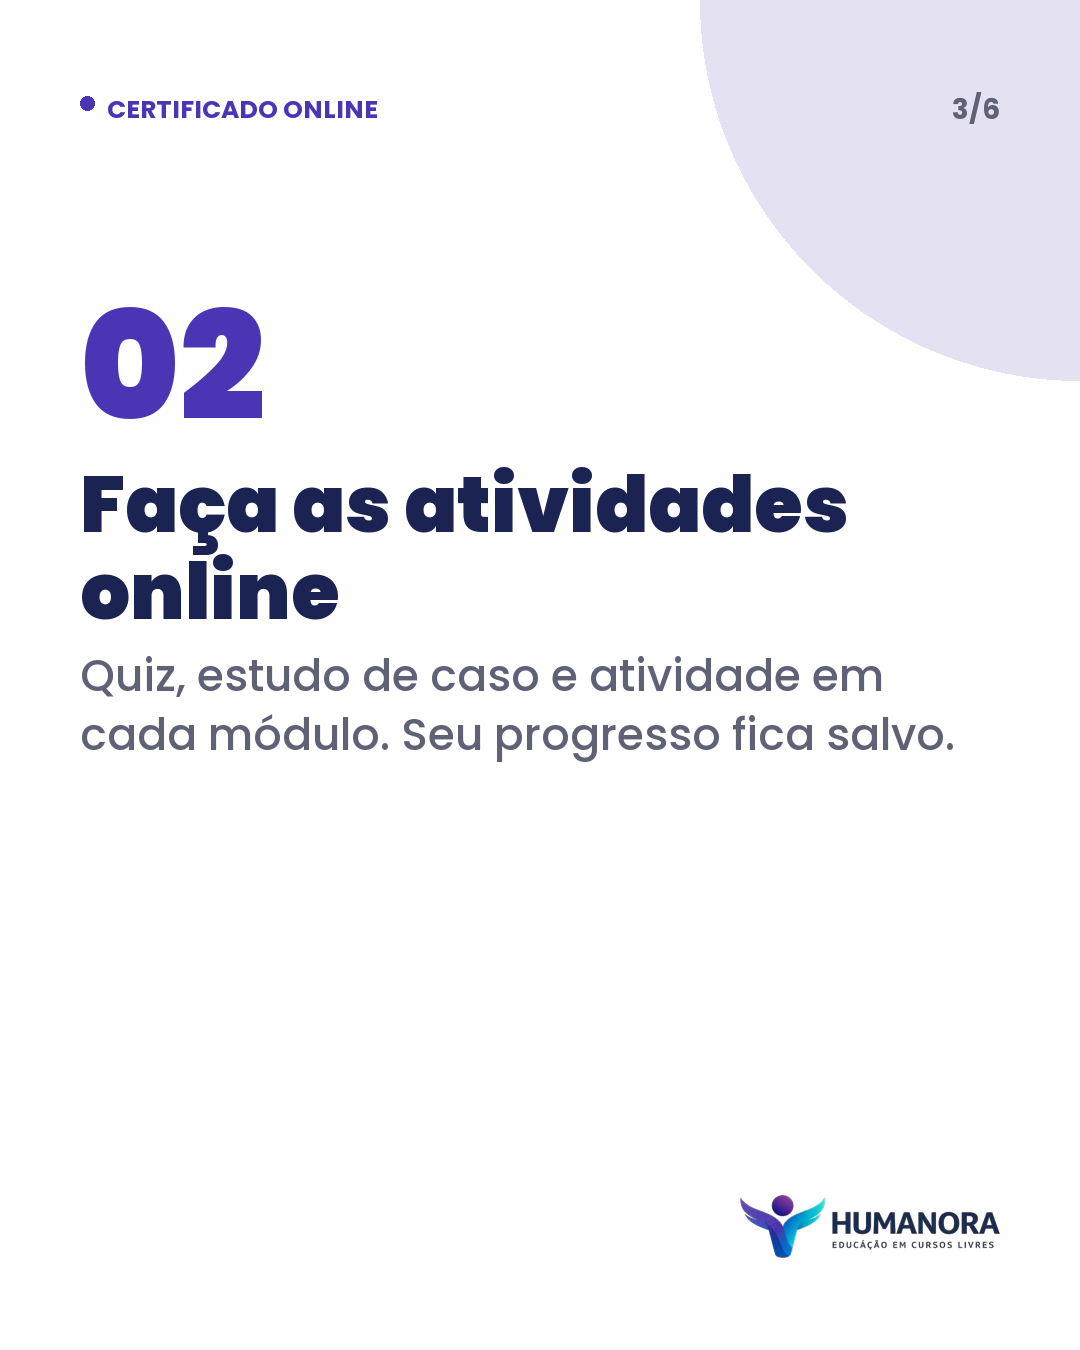 CERTIFICADO ONLINE
3/6
02
Faça as atividades
online
Quiz, estudo de caso e atividade em
cada módulo. Seu progresso fica salvo.
HUMANORA
EDUCÁÇÃO EM CURSOS LIVRES